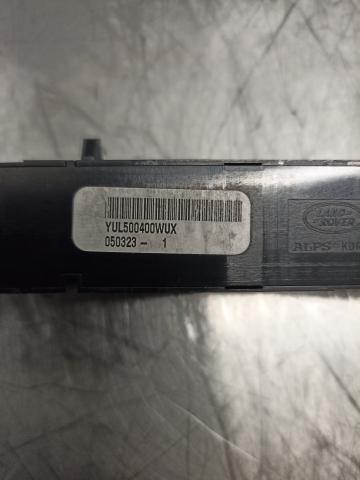 YUL500400WUX
050323- 1
LAND
ROVER
ALPS